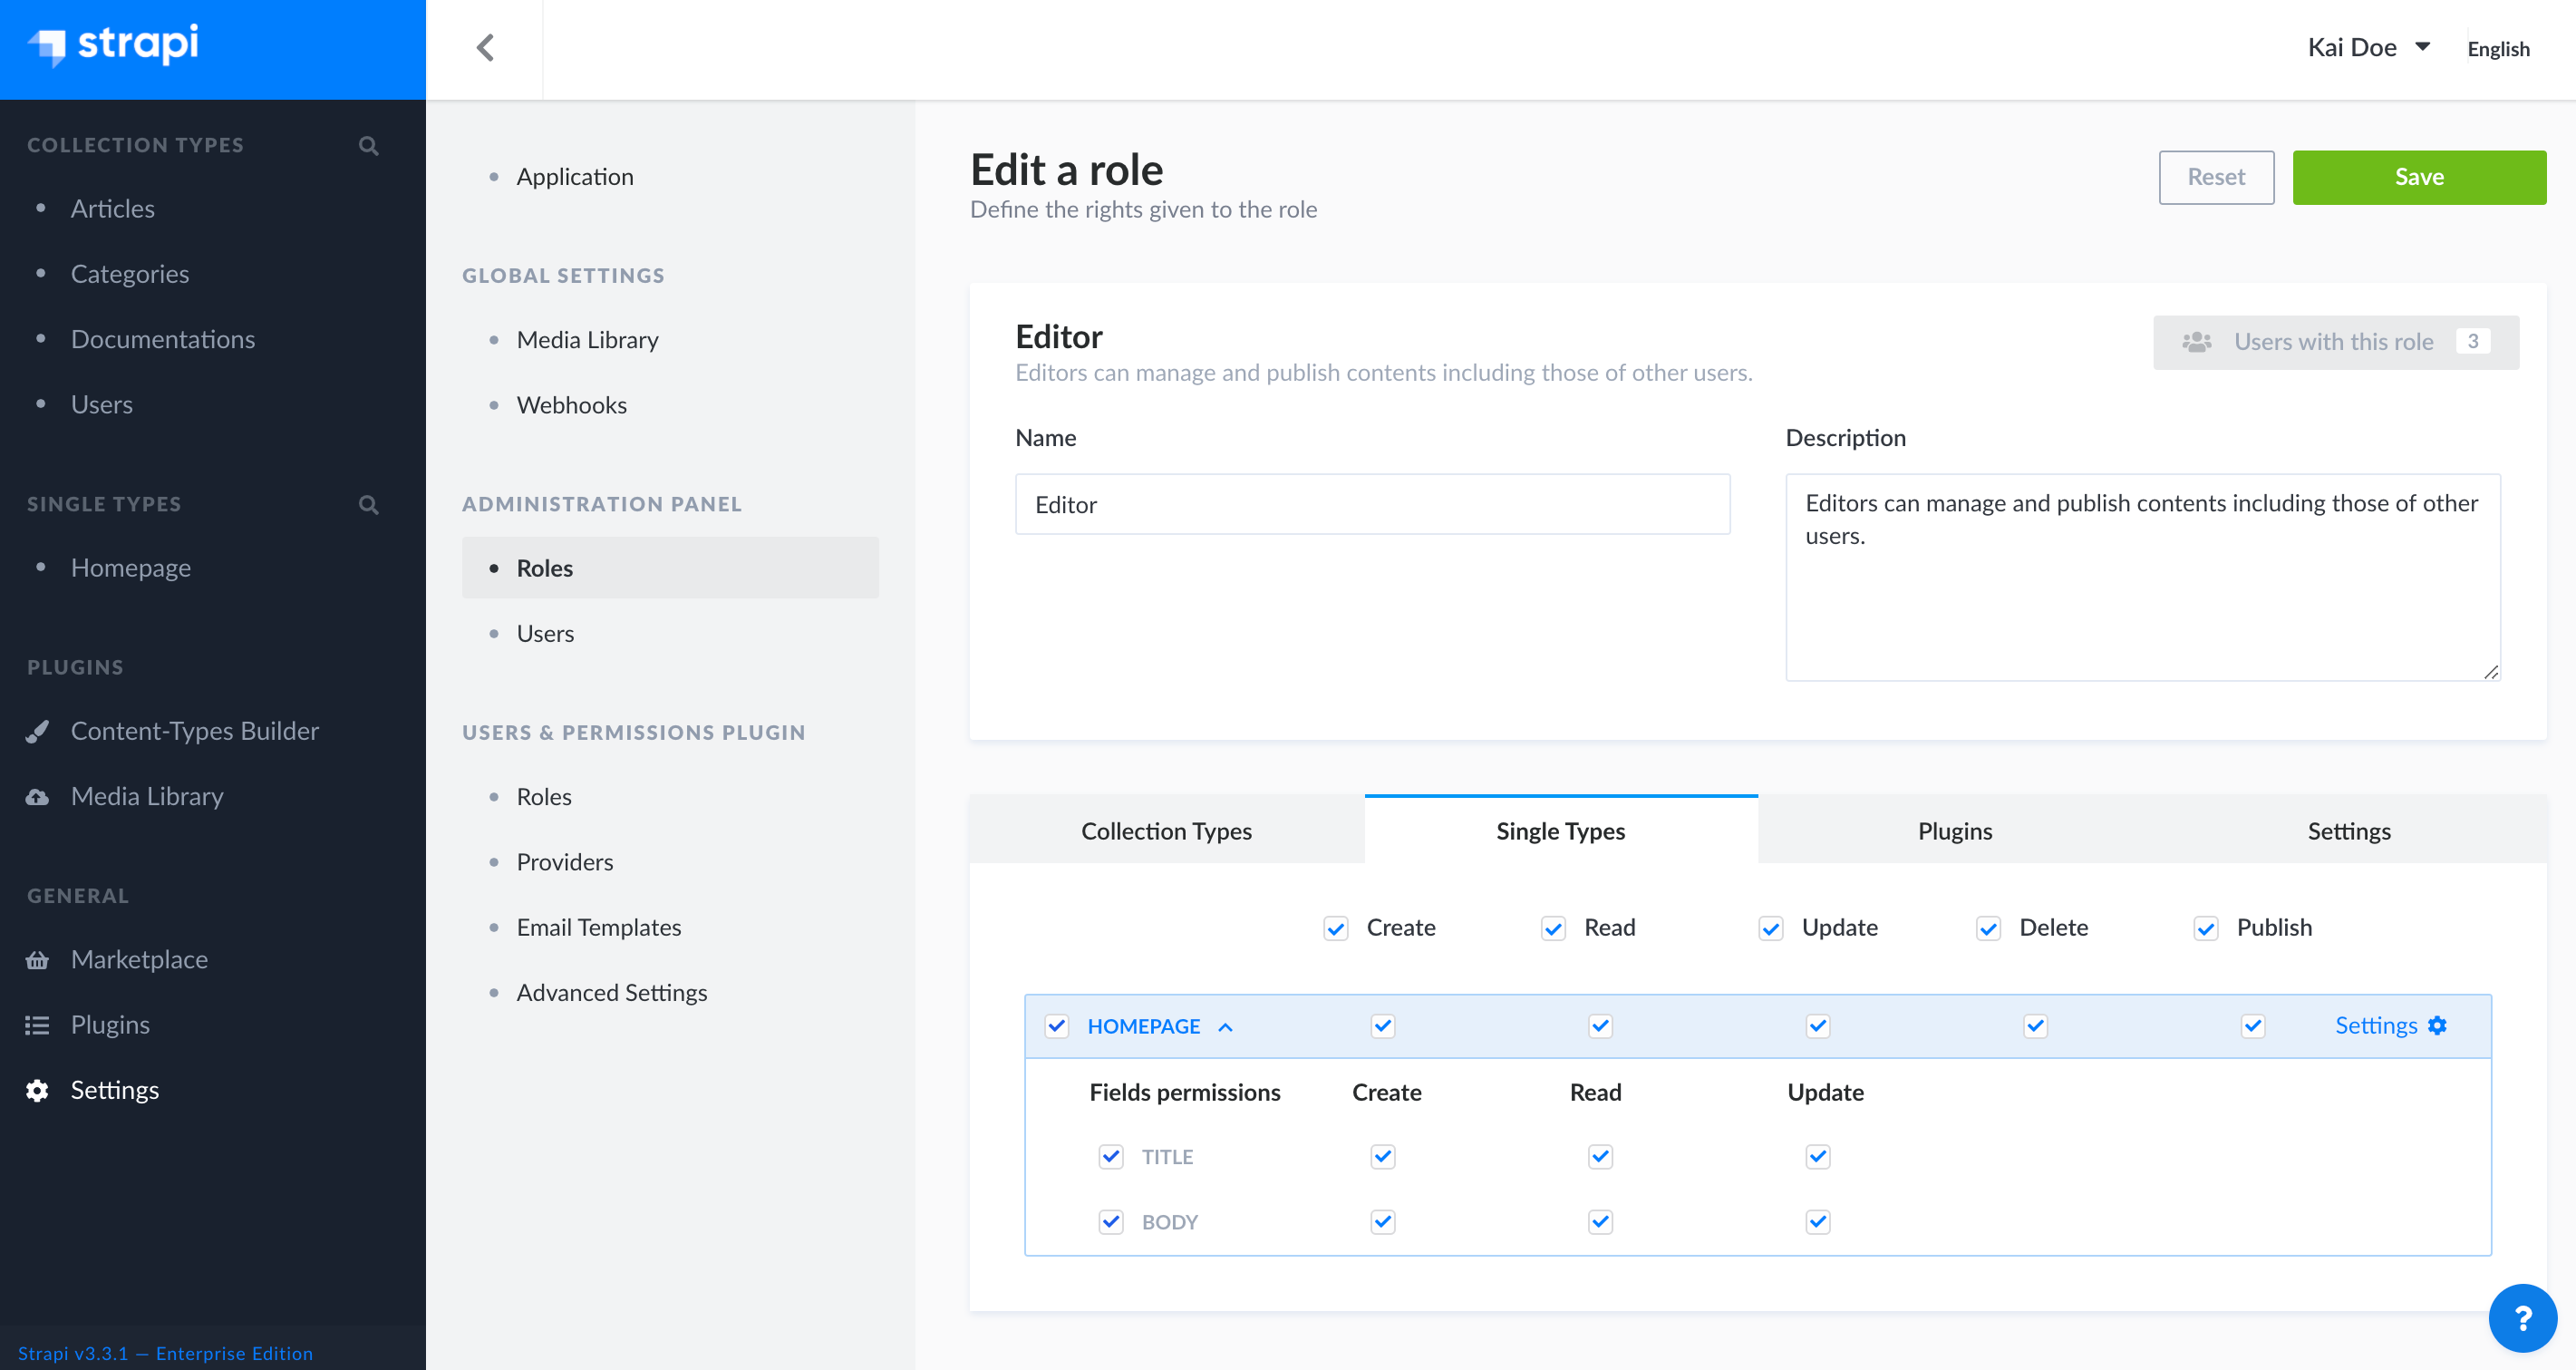 strapi
Kai Doe
English
COLLECTION TYPES
Articles
Categories
Documentations
Users
SINGLE TYPES
Homepage
PLUGINS
Content-Types Builder
Media Library
GENERAL
Marketplace
Plugins
Settings
Strapi v3.3.1 — Enterprise Edition
Application
GLOBAL SETTINGS
Media Library
Webhooks
ADMINISTRATION PANEL
Roles
Users
USERS & PERMISSIONS PLUGIN
Roles
Providers
Email Templates
Advanced Settings
Edit a role
Define the rights given to the role
Reset
Save
Editor
Editors can manage and publish contents including those of other users.
Users with this role 3
Name
Editor
Description
Editors can manage and publish contents including those of other
users.
Collection Types
Single Types
Plugins
Settings
Create Read Update Delete Publish
HOMEPAGE Settings
Fields permissions Create Read Update
TITLE
BODY
?